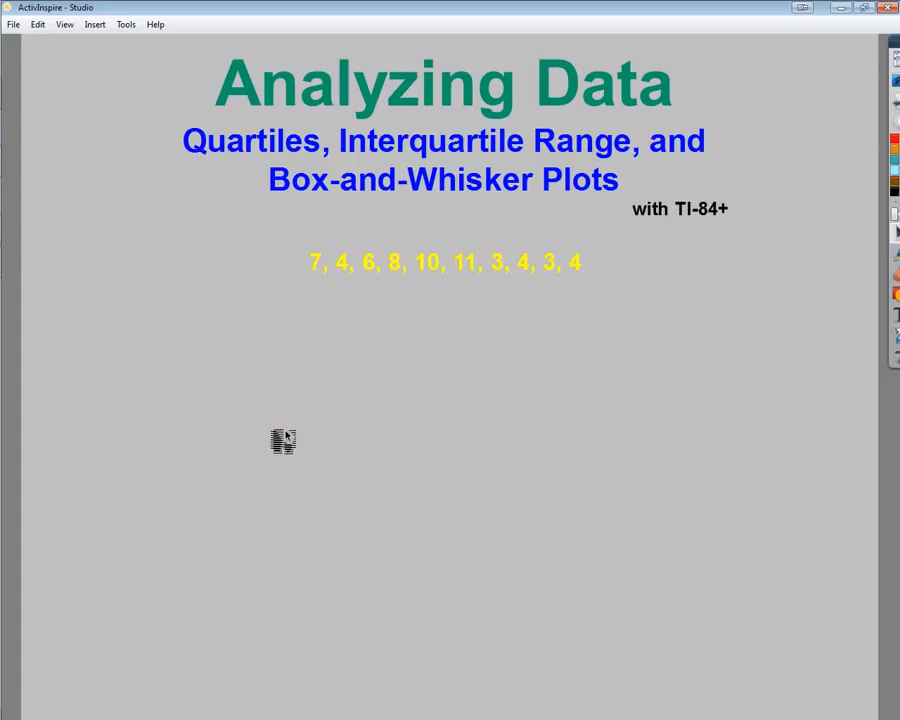 ActivInspire - Studio
File Edit View Insert Tools Help
Analyzing Data
Quartiles, Interquartile Range, and
Box-and-Whisker Plots
with TI-84+
7, 4, 6, 8, 10, 11, 3, 4, 3, 4